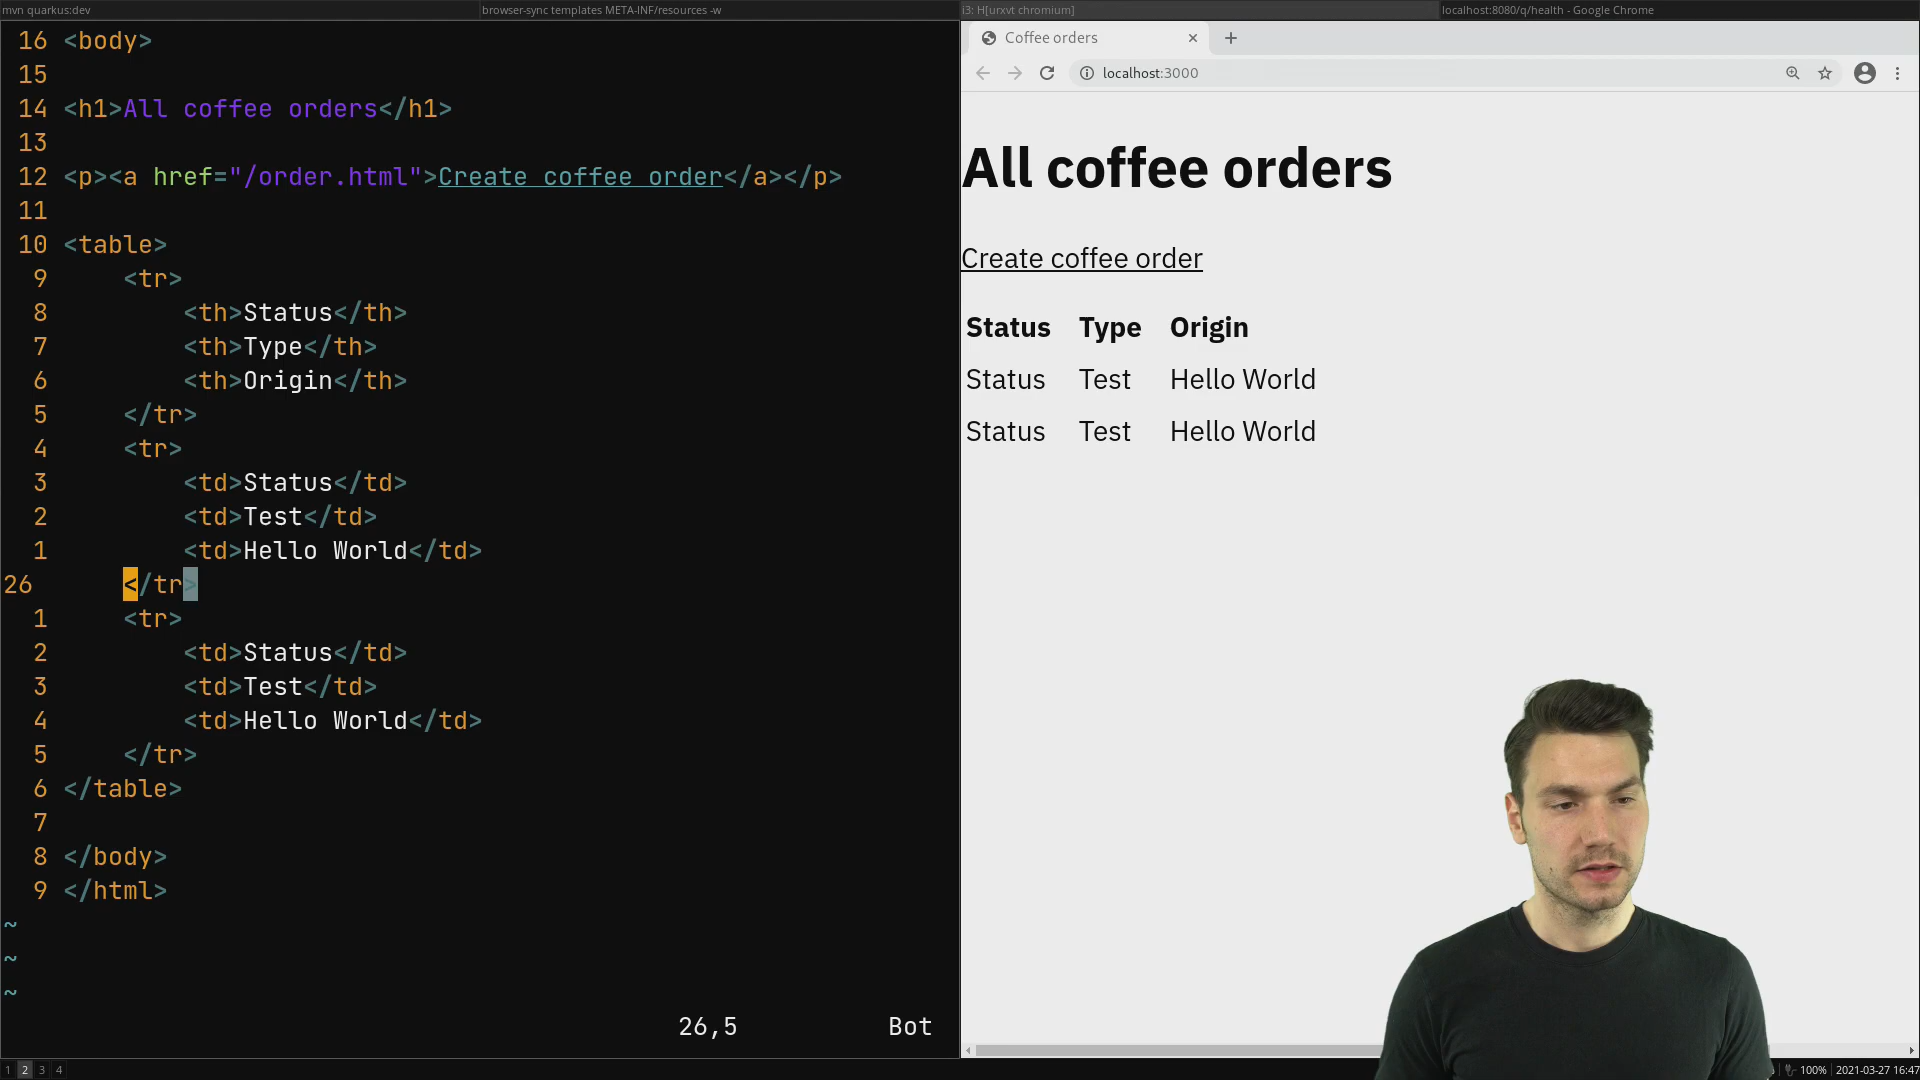 mvn quarkus:dev
browser-sync templates META-INF/resources -w
i3: H[urxvt chromium]
localhost:8080/q/health - Google Chrome
16 <body>
15
14 <h1>All coffee orders</h1>
13
12 <p><a href="/order.html">Create coffee order</a></p>
11
10 <table>
9 <tr>
8 <th>Status</th>
7 <th>Type</th>
6 <th>Origin</th>
5 </tr>
4 <tr>
3 <td>Status</td>
2 <td>Test</td>
1 <td>Hello World</td>
26 </tr>
1 <tr>
2 <td>Status</td>
3 <td>Test</td>
4 <td>Hello World</td>
5 </tr>
6 </table>
7
8 </body>
9 </html>
~
~
~
26,5 Bot
Coffee orders
localhost:3000
All coffee orders
Create coffee order
Status Type Origin
Status Test Hello World
Status Test Hello World
1 2 3 4
100% 2021-03-27 16:47